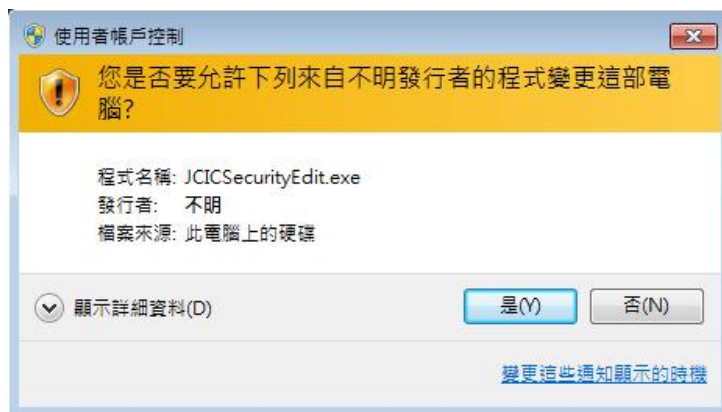 使用者帳戶控制
您是否要允許下列來自不明發行者的程式變更這部電
腦?
程式名稱: JCICSecurityEdit.exe
發行者: 不明
檔案來源: 此電腦上的硬碟
顯示詳細資料(D)
是(Y)
否(N)
變更這些通知顯示的時機